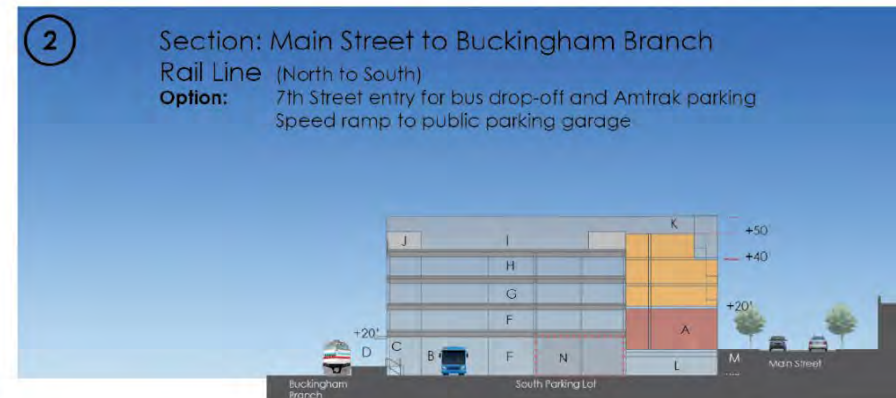 2
Section: Main Street to Buckingham Branch
Rail Line (North to South)
Option: 7th Street entry for bus drop-off and Amtrak parking
Speed ramp to public parking garage
K
+50
J
I
+40
H
G
+20'
F
A
+20'
D
C
B
F
N
L
M
Main Street
Buckingham
Branch
South Parking Lot